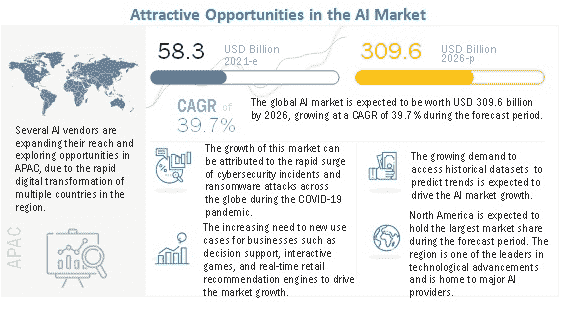 Attractive Opportunities in the AI Market
Several AI vendors are
expanding their reach and
exploring opportunities in
APAC, due to the rapid
digital transformation of
multiple countries in the
region.
APAC
58.3
USD Billion
2021-e
309.6
USD Billion
2026-p
CAGR of
39.7%
The global AI market is expected to be worth USD 309.6 billion
by 2026, growing at a CAGR of 39.7% during the forecast period.
The growth of this market can
be attributed to the rapid surge
of cybersecurity incidents and
ransomware attacks across
the globe during the COVID-19
pandemic.
The growing demand to
access historical datasets to
predict trends is expected to
drive the AI market growth.
The increasing need to new use
cases for businesses such as
decision support, interactive
games, and real-time retail
recommendation engines to drive
the market growth.
North America is expected to
hold the largest market share
during the forecast period. The
region is one of the leaders in
technological advancements
and is home to major AI
providers.